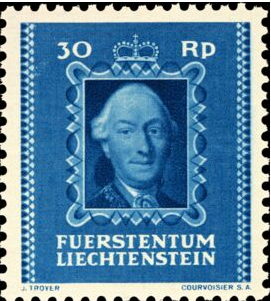 30 Rp
FUERSTENTUM
LIECHTENSTEIN
J. TROYER COURVOISIER S.A.